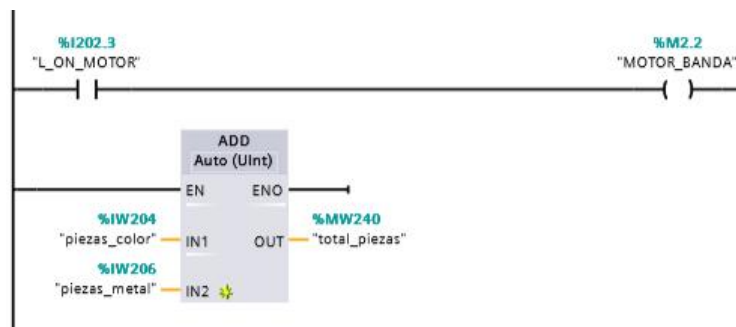 %I202.3
"L_ON_MOTOR"
%M2.2
"MOTOR_BANDA"
ADD
Auto (UInt)
EN
ENO
%IW204
"piezas_color"
IN1
%MW240
OUT
"total_piezas"
%IW206
"piezas_metal"
IN2